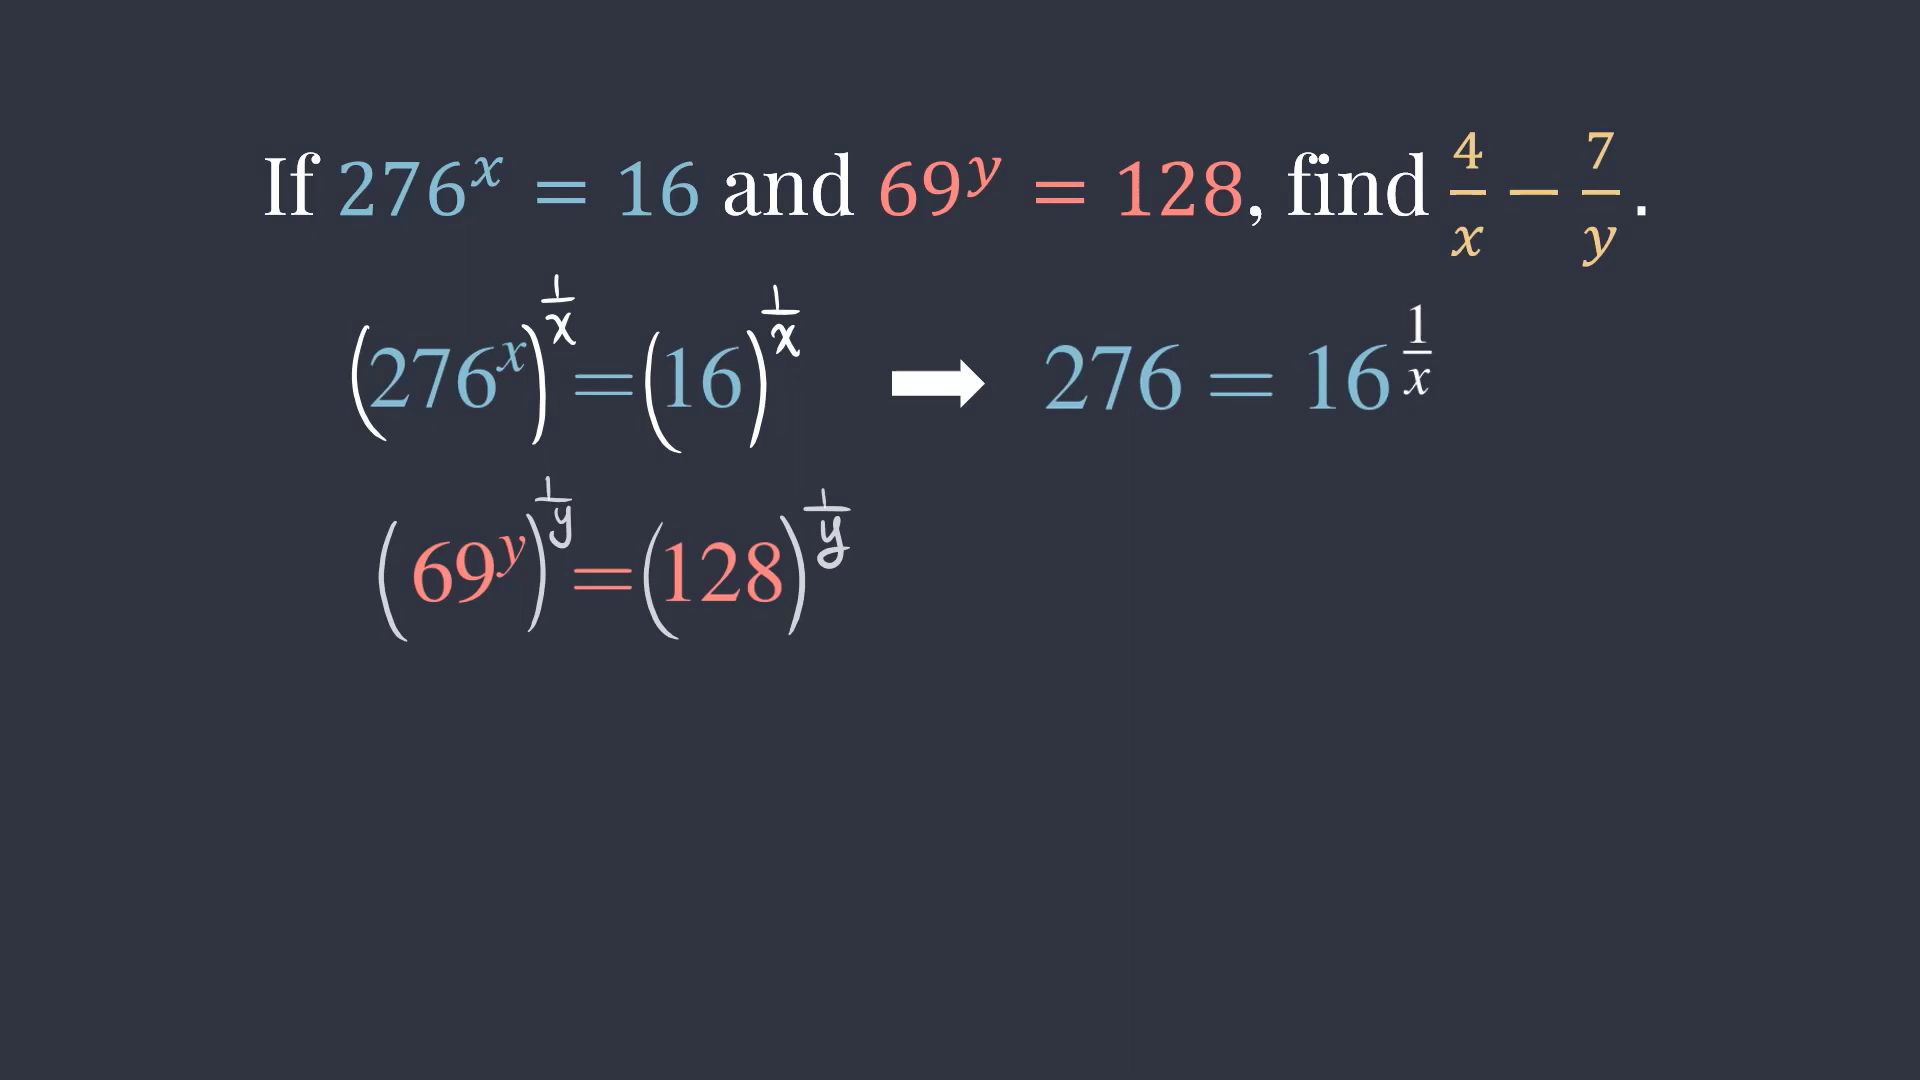 If 276^x = 16 and 69^y = 128, find 4/x − 7/y.
(276^x)^(1/x) = (16)^(1/x) ➡ 276 = 16^(1/x)
(69^y)^(1/y) = (128)^(1/y)